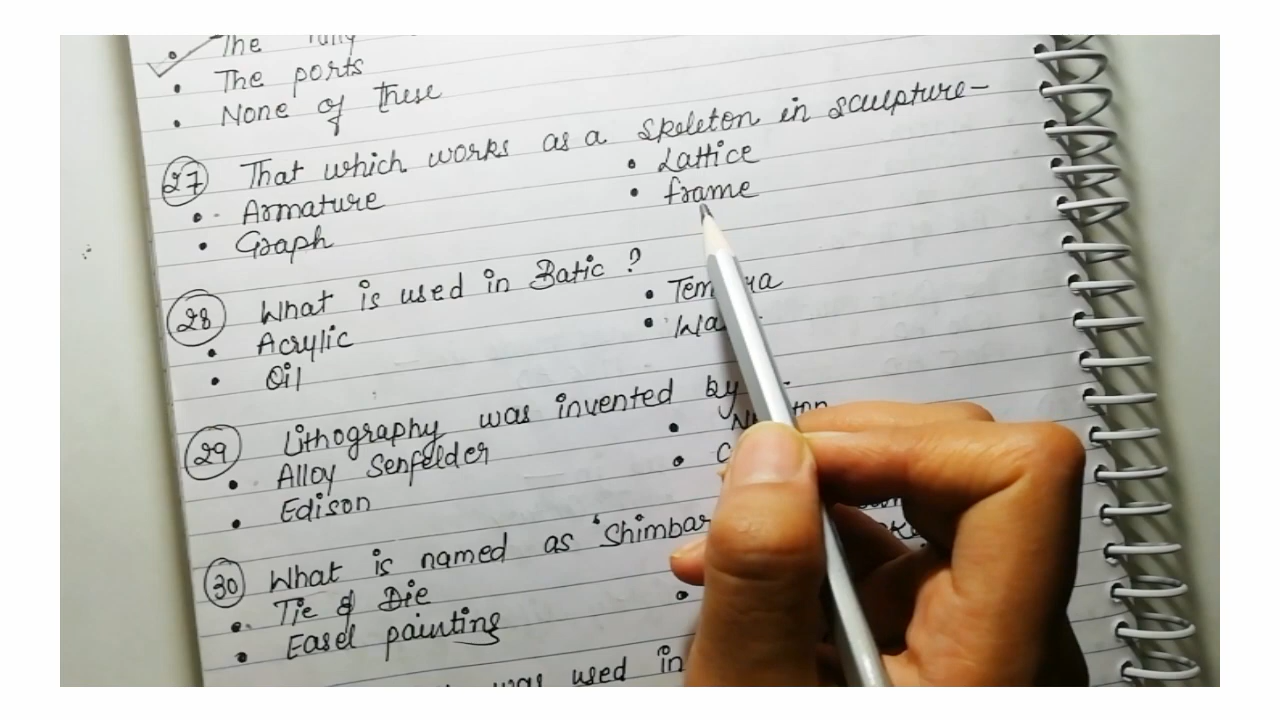 The
The ports
None of these
27 That which works as a skeleton in sculpture-
Armature
Lattice
Graph
frame
28 What is used in Batic ?
Acrylic
Oil
29 Lithography was invented by
Alloy Senfelder
Edison
30 What is named as 'Shimbar
Tie & Die
Easel painting
was used in